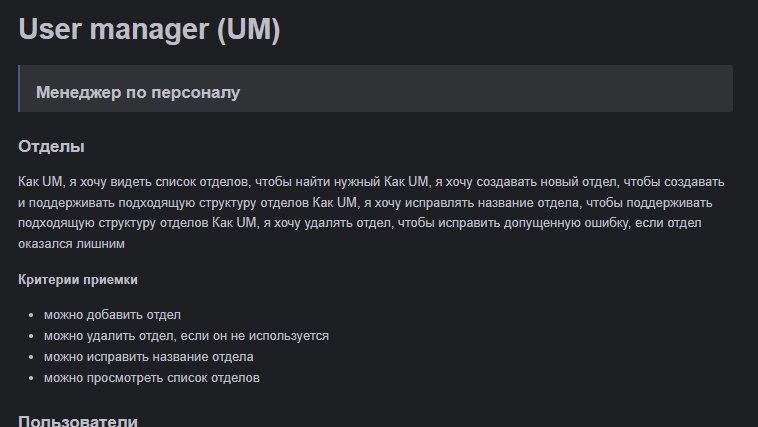 User manager (UM)
Менеджер по персоналу
Отделы
Как UM, я хочу видеть список отделов, чтобы найти нужный Как UM, я хочу создавать новый отдел, чтобы создавать
и поддерживать подходящую структуру отделов Как UM, я хочу исправлять название отдела, чтобы поддерживать
подходящую структуру отделов Как UM, я хочу удалять отдел, чтобы исправить допущенную ошибку, если отдел
оказался лишним
Критерии приемки
• можно добавить отдел
• можно удалить отдел, если он не используется
• можно исправить название отдела
• можно просмотреть список отделов
Пользователи